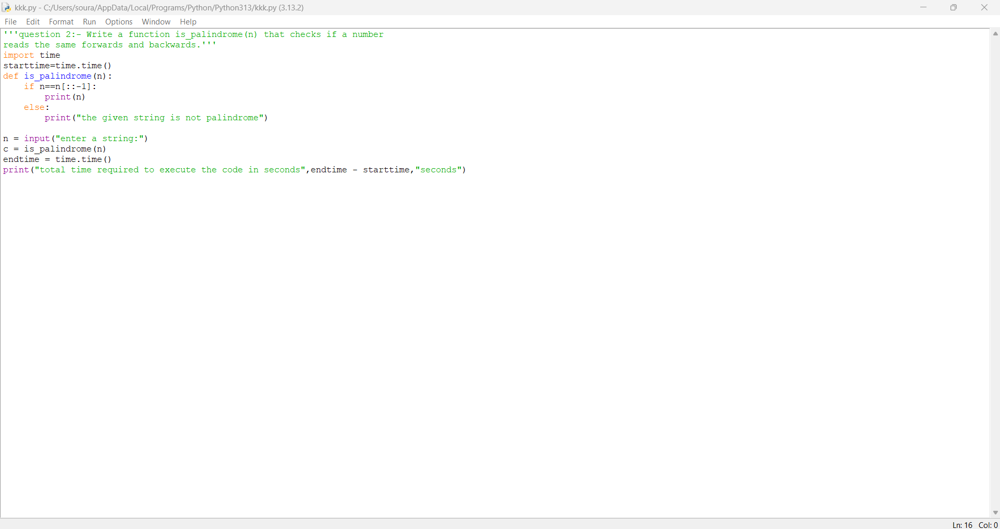 kkk.py - C:/Users/soura/AppData/Local/Programs/Python/Python313/kkk.py (3.13.2)
File Edit Format Run Options Window Help
'''question 2:- Write a function is_palindrome(n) that checks if a number
reads the same forwards and backwards.'''
import time
starttime=time.time()
def is_palindrome(n):
    if n==n[::-1]:
        print(n)
    else:
        print("the given string is not palindrome")

n = input("enter a string:")
c = is_palindrome(n)
endtime = time.time()
print("total time required to execute the code in seconds",endtime - starttime,"seconds")
Ln: 16 Col: 0